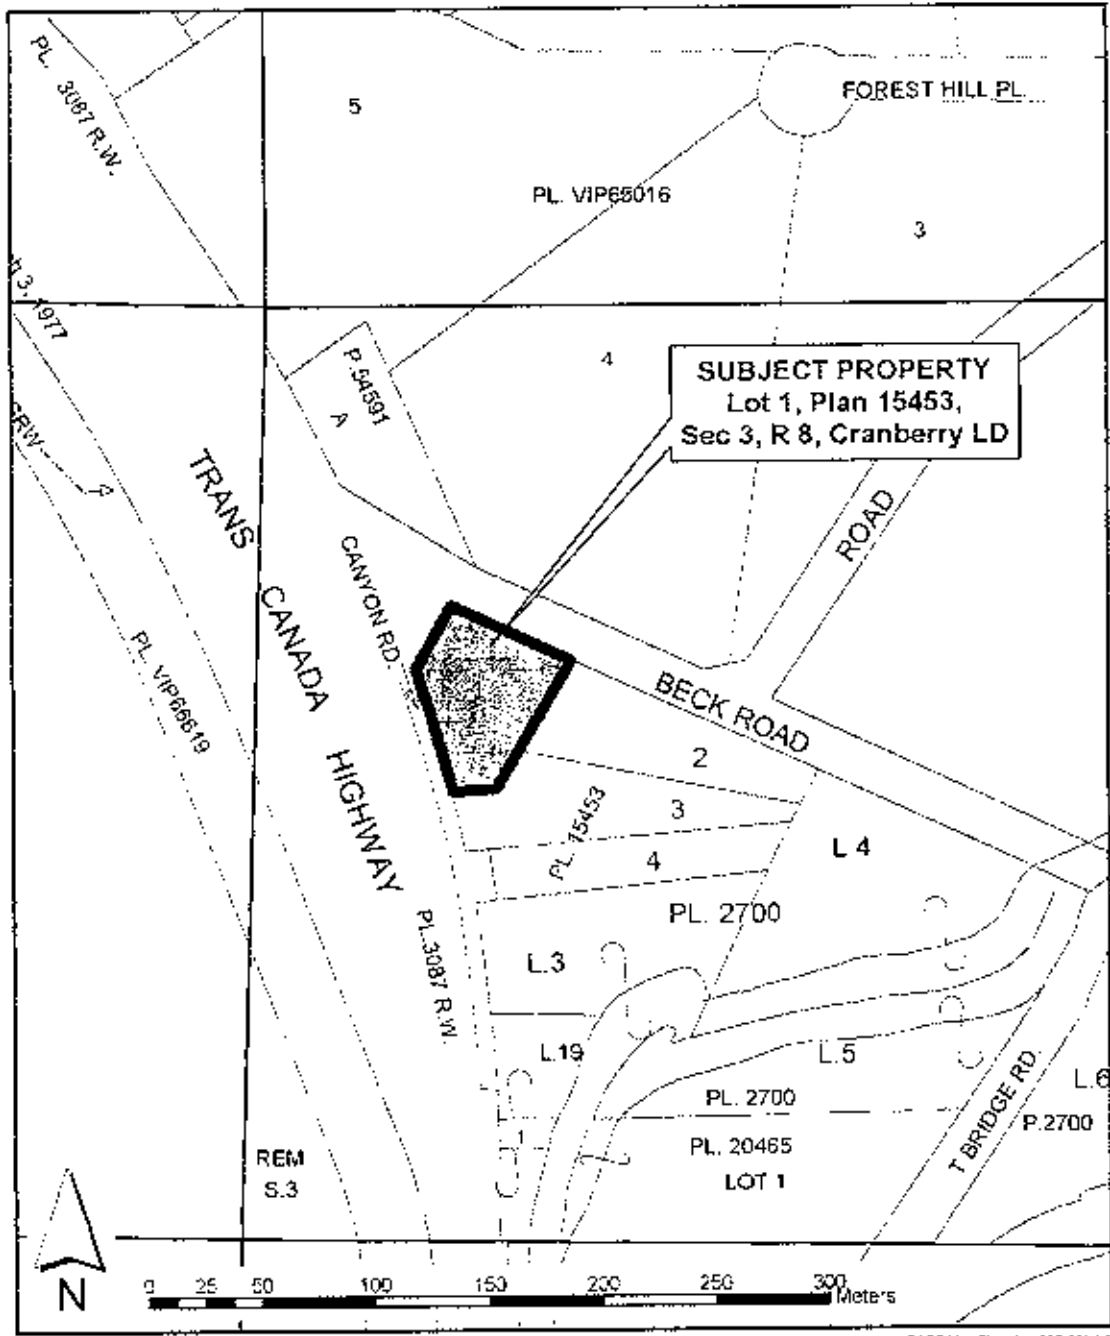 PL. 3087 R.W.
5
FOREST HILL PL.
PL. VIP65016
3
3, 1977
4
P.54591
A
SUBJECT PROPERTY
Lot 1, Plan 15453,
Sec 3, R 8, Cranberry LD
SRW
TRANS CANADA HIGHWAY
ROAD
CANYON RD.
PL. VIP66619
BECK ROAD
2
3
PL. 15453
4
L 4
PL. 2700
PL.3087 R.W.
L.3
L.19
L.5
PL. 2700
T BRIDGE RD
L.6
P.2700
1
PL. 20465
LOT 1
REM
S.3
N
0 25 50 100 150 200 250 300
Meters